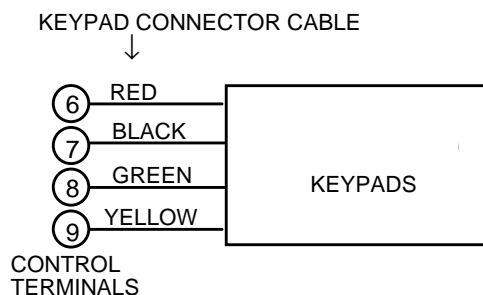 KEYPAD CONNECTOR CABLE
6 RED
7 BLACK
8 GREEN
9 YELLOW
KEYPADS
CONTROL
TERMINALS